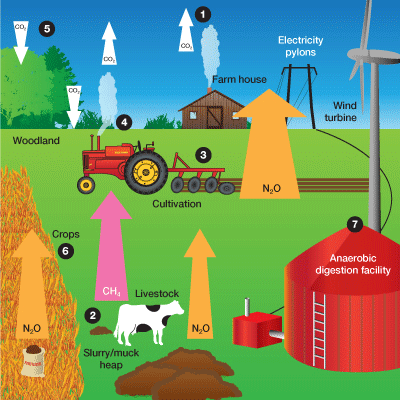 1
CO₂
5
CO₂
CO₂
Electricity
pylons
Farm house
CO₂
Wind
turbine
4
Woodland
3
N₂O
Cultivation
7
Crops
6
Anaerobic
digestion facility
CH₄
Livestock
2
N₂O
N₂O
Slurry/muck
heap